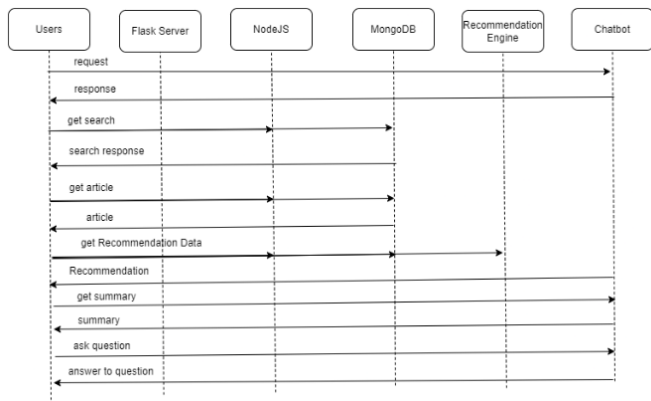 Users
Flask Server
NodeJS
MongoDB
Recommendation
Engine
Chatbot
request
response
get search
search response
get article
article
get Recommendation Data
Recommendation
get summary
summary
ask question
answer to question